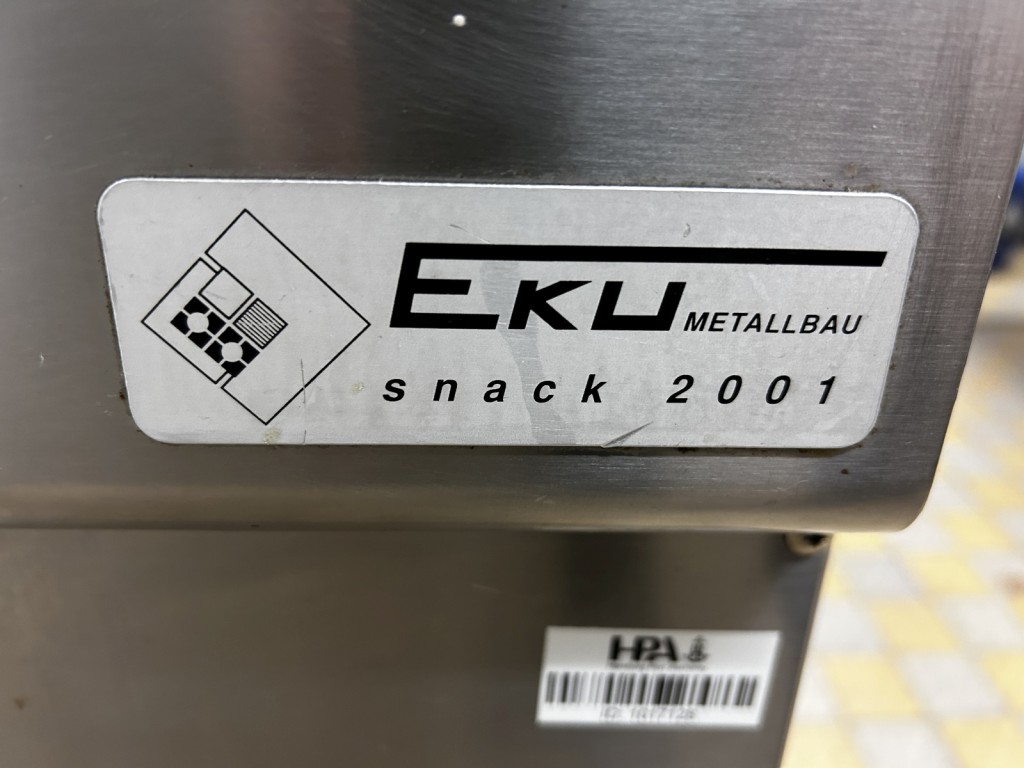 EKU METALLBAU
snack 2001
HPA